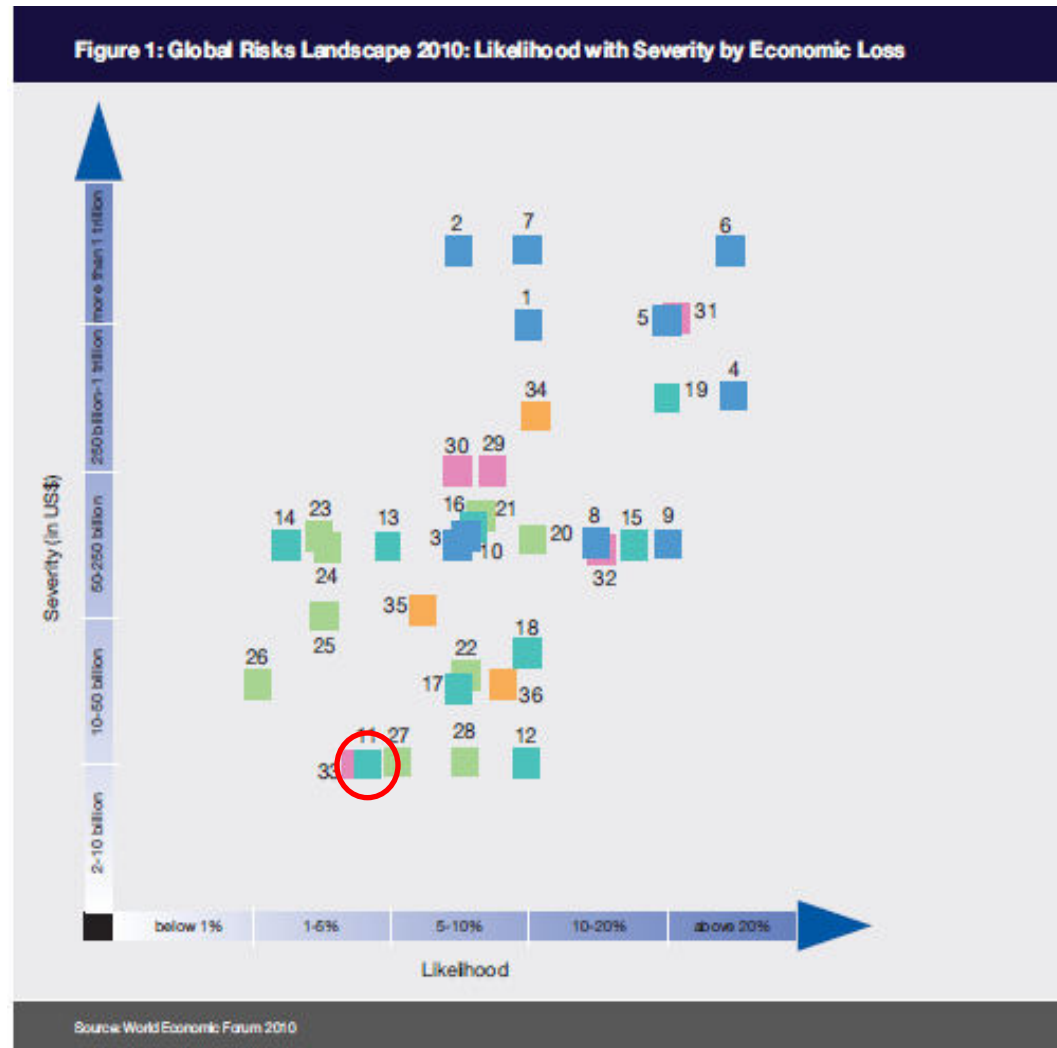 Figure 1: Global Risks Landscape 2010: Likelihood with Severity by Economic Loss
more than 1 trillion
250 billion-1 trillion
50-250 billion
10-50 billion
2-10 billion
Severity (in US$)
2 7 6
1 5 31
34 19 4
30 29
14 23 13 16 21 3 10 20 8 15 9
24 32
35
25 18
26 22
17 36
11 27 28 12
33
below 1% 1-5% 5-10% 10-20% above 20%
Likelihood
Source: World Economic Forum 2010